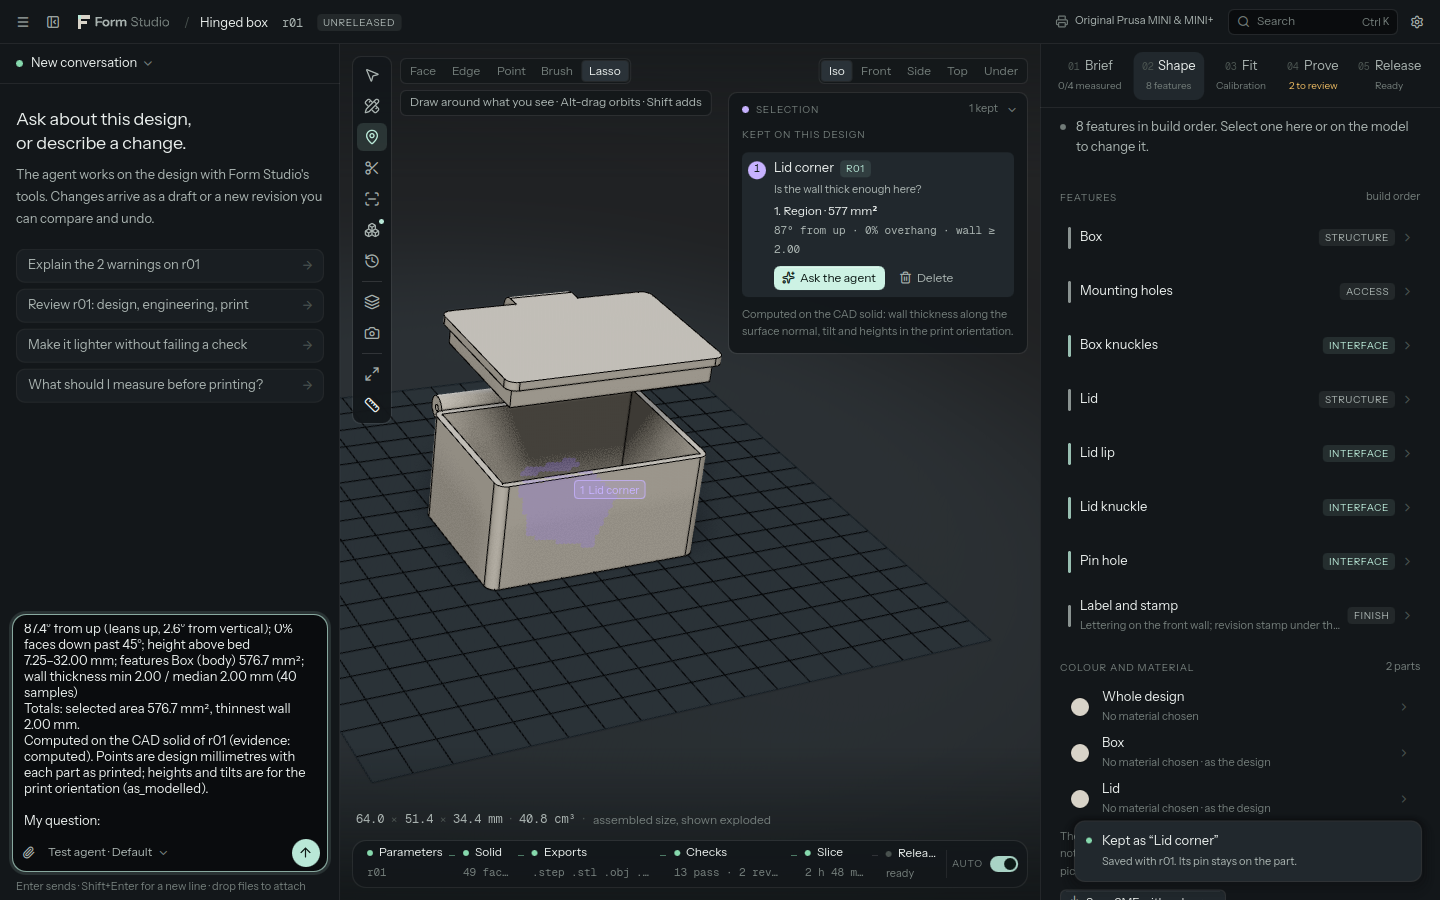 Form Studio / Hinged box r01 UNRELEASED
Original Prusa MINI & MINI+
Search Ctrl K
New conversation
Ask about this design,
or describe a change.
The agent works on the design with Form Studio's
tools. Changes arrive as a draft or a new revision you
can compare and undo.
Explain the 2 warnings on r01
Review r01: design, engineering, print
Make it lighter without failing a check
What should I measure before printing?
87.4° from up (leans up, 2.6° from vertical); 0%
faces down past 45°; height above bed
7.25–32.00 mm; features Box (body) 576.7 mm²;
wall thickness min 2.00 / median 2.00 mm (40
samples)
Totals: selected area 576.7 mm², thinnest wall
2.00 mm.
Computed on the CAD solid of r01 (evidence:
computed). Points are design millimetres with
each part as printed; heights and tilts are for the
print orientation (as_modelled).
My question:
Test agent · Default
Enter sends · Shift+Enter for a new line · drop files to attach
Face Edge Point Brush Lasso
Draw around what you see · Alt-drag orbits · Shift adds
Iso Front Side Top Under
SELECTION 1 kept
KEPT ON THIS DESIGN
1 Lid corner R01
Is the wall thick enough here?
1. Region · 577 mm²
87° from up · 0% overhang · wall ≥
2.00
Ask the agent Delete
Computed on the CAD solid: wall thickness along the
surface normal, tilt and heights in the print orientation.
1 Lid corner
64.0 × 51.4 × 34.4 mm · 40.8 cm³ · assembled size, shown exploded
Parameters Solid Exports Checks Slice Relea…
r01 49 fac… .step .stl .obj … 13 pass · 2 rev… 2 h 48 m… ready
AUTO
01 Brief 02 Shape 03 Fit 04 Prove 05 Release
0/4 measured 8 features Calibration 2 to review Ready
8 features in build order. Select one here or on the model
to change it.
FEATURES build order
Box STRUCTURE
Mounting holes ACCESS
Box knuckles INTERFACE
Lid STRUCTURE
Lid lip INTERFACE
Lid knuckle INTERFACE
Pin hole INTERFACE
Label and stamp FINISH
Lettering on the front wall; revision stamp under th…
COLOUR AND MATERIAL 2 parts
Whole design
No material chosen
Box
No material chosen · as the design
Lid
No material chosen · as the design
Kept as “Lid corner”
Saved with r01. Its pin stays on the part.